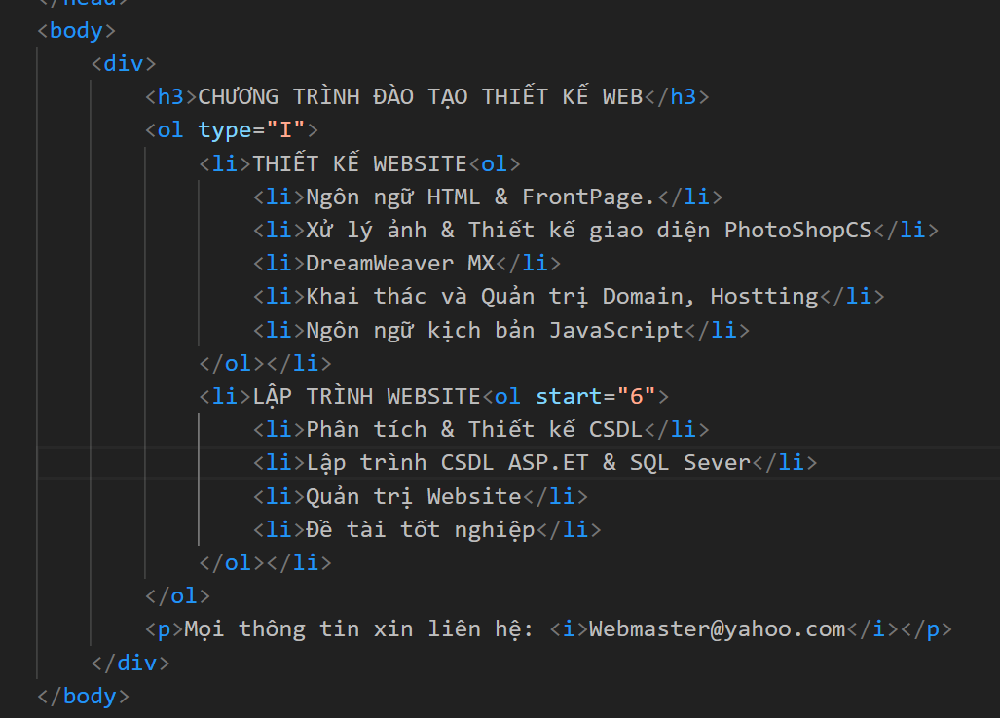 </head>
<body>
<div>
<h3>CHƯƠNG TRÌNH ĐÀO TẠO THIẾT KẾ WEB</h3>
<ol type="I">
<li>THIẾT KẾ WEBSITE<ol>
<li>Ngôn ngữ HTML & FrontPage.</li>
<li>Xử lý ảnh & Thiết kế giao diện PhotoShopCS</li>
<li>DreamWeaver MX</li>
<li>Khai thác và Quản trị Domain, Hostting</li>
<li>Ngôn ngữ kịch bản JavaScript</li>
</ol></li>
<li>LẬP TRÌNH WEBSITE<ol start="6">
<li>Phân tích & Thiết kế CSDL</li>
<li>Lập trình CSDL ASP.ET & SQL Sever</li>
<li>Quản trị Website</li>
<li>Đề tài tốt nghiệp</li>
</ol></li>
</ol>
<p>Mọi thông tin xin liên hệ: <i>Webmaster@yahoo.com</i></p>
</div>
</body>